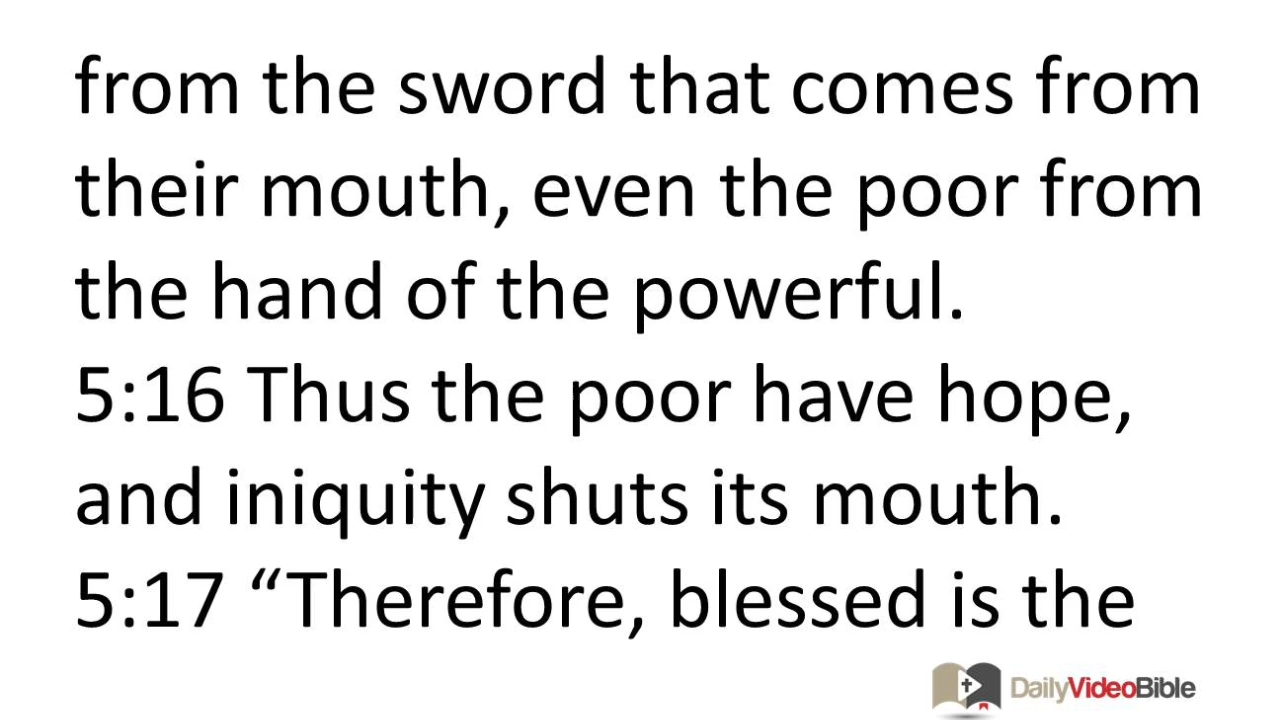 from the sword that comes from
their mouth, even the poor from
the hand of the powerful.
5:16 Thus the poor have hope,
and iniquity shuts its mouth.
5:17 “Therefore, blessed is the
DailyVideoBible